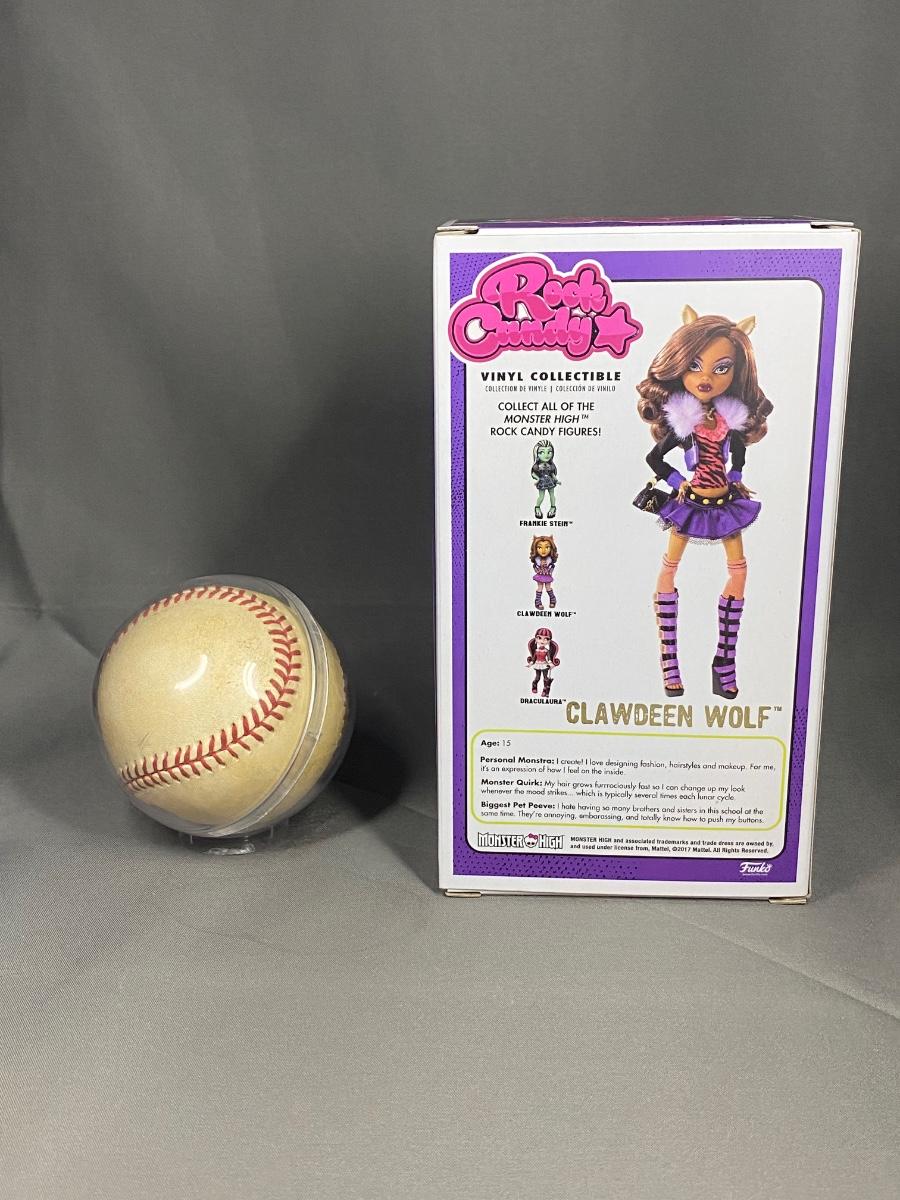 Rock
Candy
VINYL COLLECTIBLE
COLLECTION DE VINYLE | COLECCIÓN DE VINILO
COLLECT ALL OF THE
MONSTER HIGH™
ROCK CANDY FIGURES!
FRANKIE STEIN™
CLAWDEEN WOLF™
DRACULAURA™
CLAWDEEN WOLF™
Age: 15
Personal Monstra: I create! I love designing fashion, hairstyles and makeup. For me,
it's an expression of how I feel on the inside.
Monster Quirk: My hair grows furrrociously fast so I can change up my look
whenever the mood strikes... which is typically several times each lunar cycle.
Biggest Pet Peeve: I hate having so many brothers and sisters in this school at the
same time. They're annoying, embarassing, and totally know how to push my buttons.
MONSTER HIGH
MONSTER HIGH and associated trademarks and trade dress are owned by,
and used under license from, Mattel. ©2017 Mattel. All Rights Reserved.
Funko